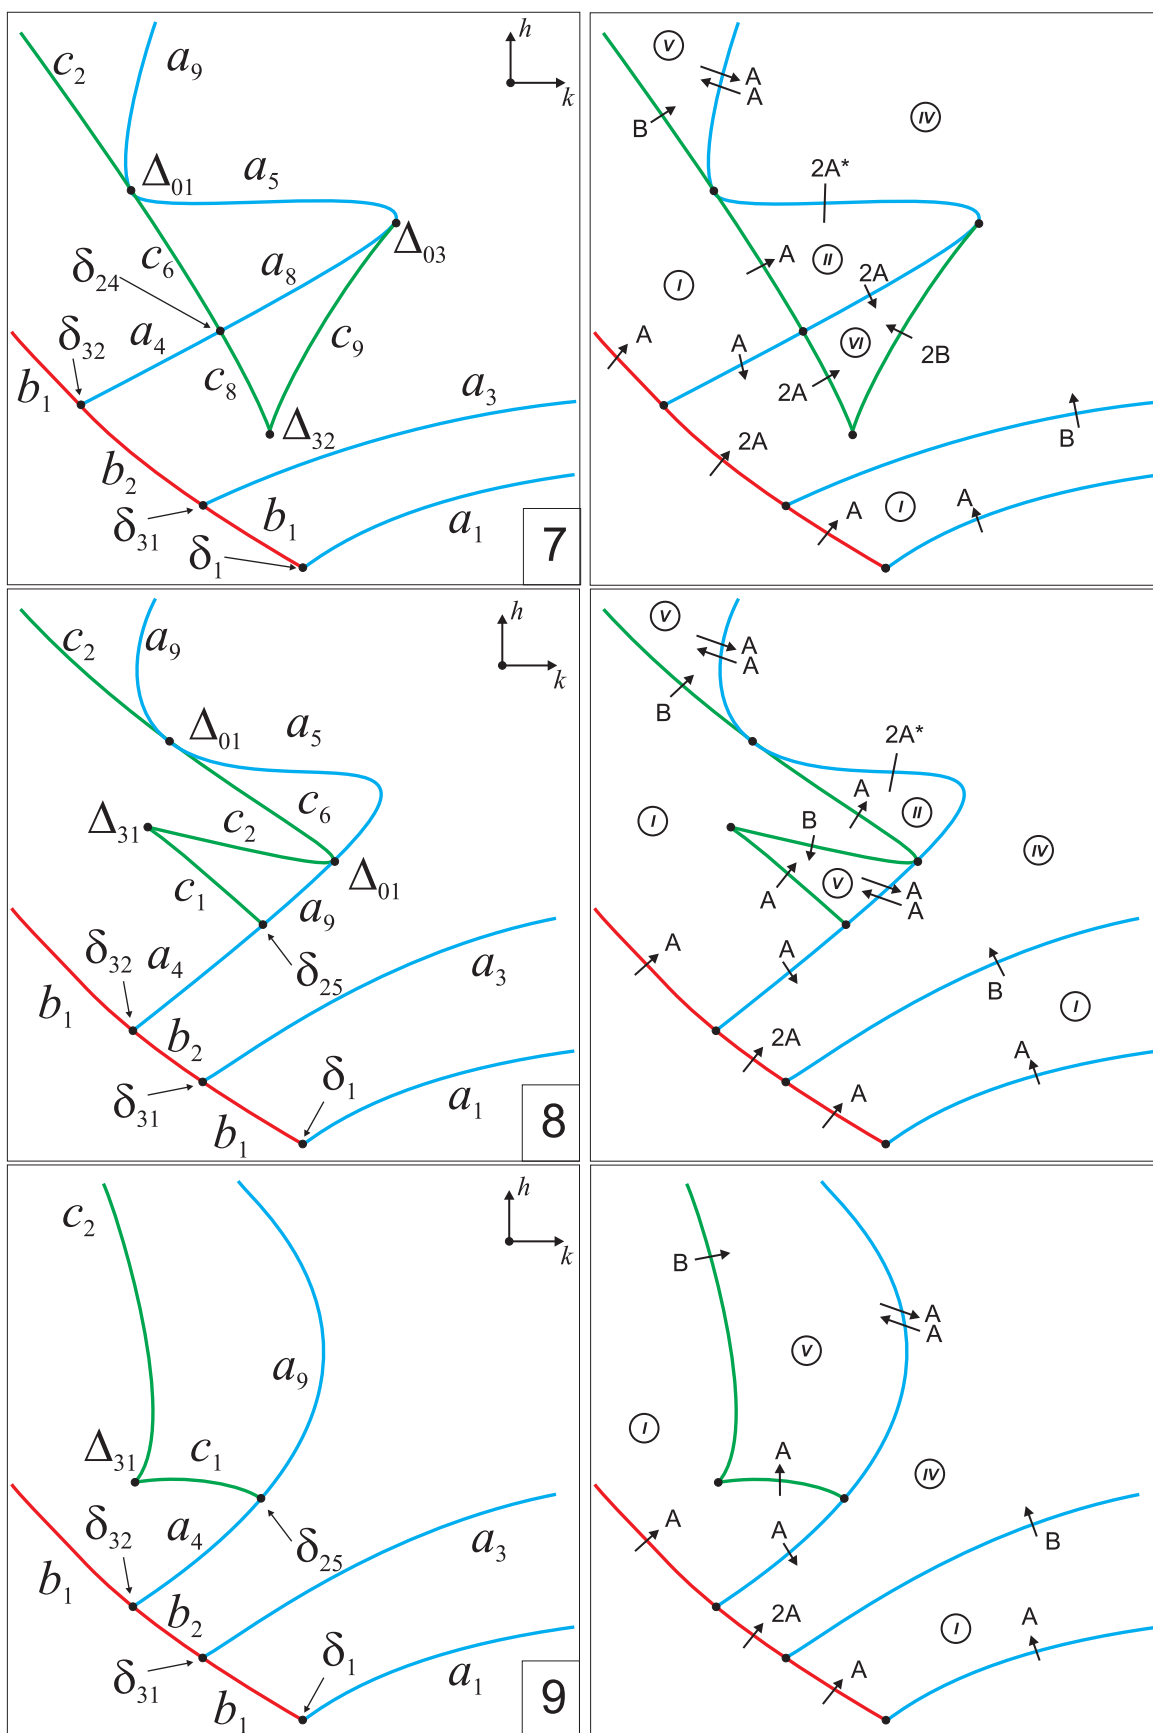 c₂
a₉
h
k
Δ₀₁
a₅
Δ₀₃
c₆
a₈
δ₂₄
c₉
δ₃₂
a₄
b₁
c₈
a₃
Δ₃₂
b₂
b₁
δ₃₁
a₁
δ₁
7
V
A
A
B
IV
2A*
A
II
I
2A
A
A
VI
2B
2A
2A
B
I
A
A
c₂
a₉
h
k
Δ₀₁
a₅
Δ₃₁
c₂
c₆
Δ₀₁
c₁
a₉
δ₃₂
a₄
δ₂₅
a₃
b₁
b₂
δ₁
δ₃₁
b₁
a₁
8
V
A
A
B
2A*
A
II
I
B
IV
V
A
A
A
A
A
B
I
2A
A
A
c₂
h
k
a₉
Δ₃₁
c₁
δ₃₂
a₄
δ₂₅
a₃
b₁
b₂
δ₁
δ₃₁
b₁
a₁
9
B
A
A
V
I
A
IV
A
A
B
2A
I
A
A